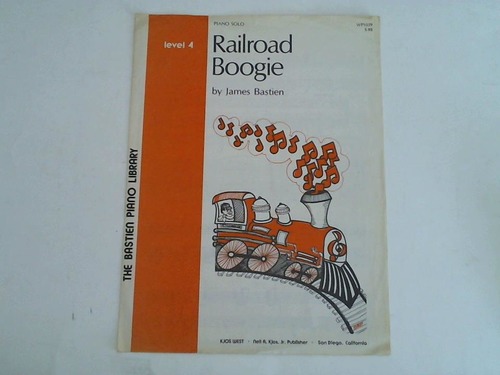 PIANO SOLO
level 4
Railroad
Boogie
by James Bastien
THE BASTIEN PIANO LIBRARY
KJOS WEST · Neil A. Kjos, Jr. Publisher · San Diego, California